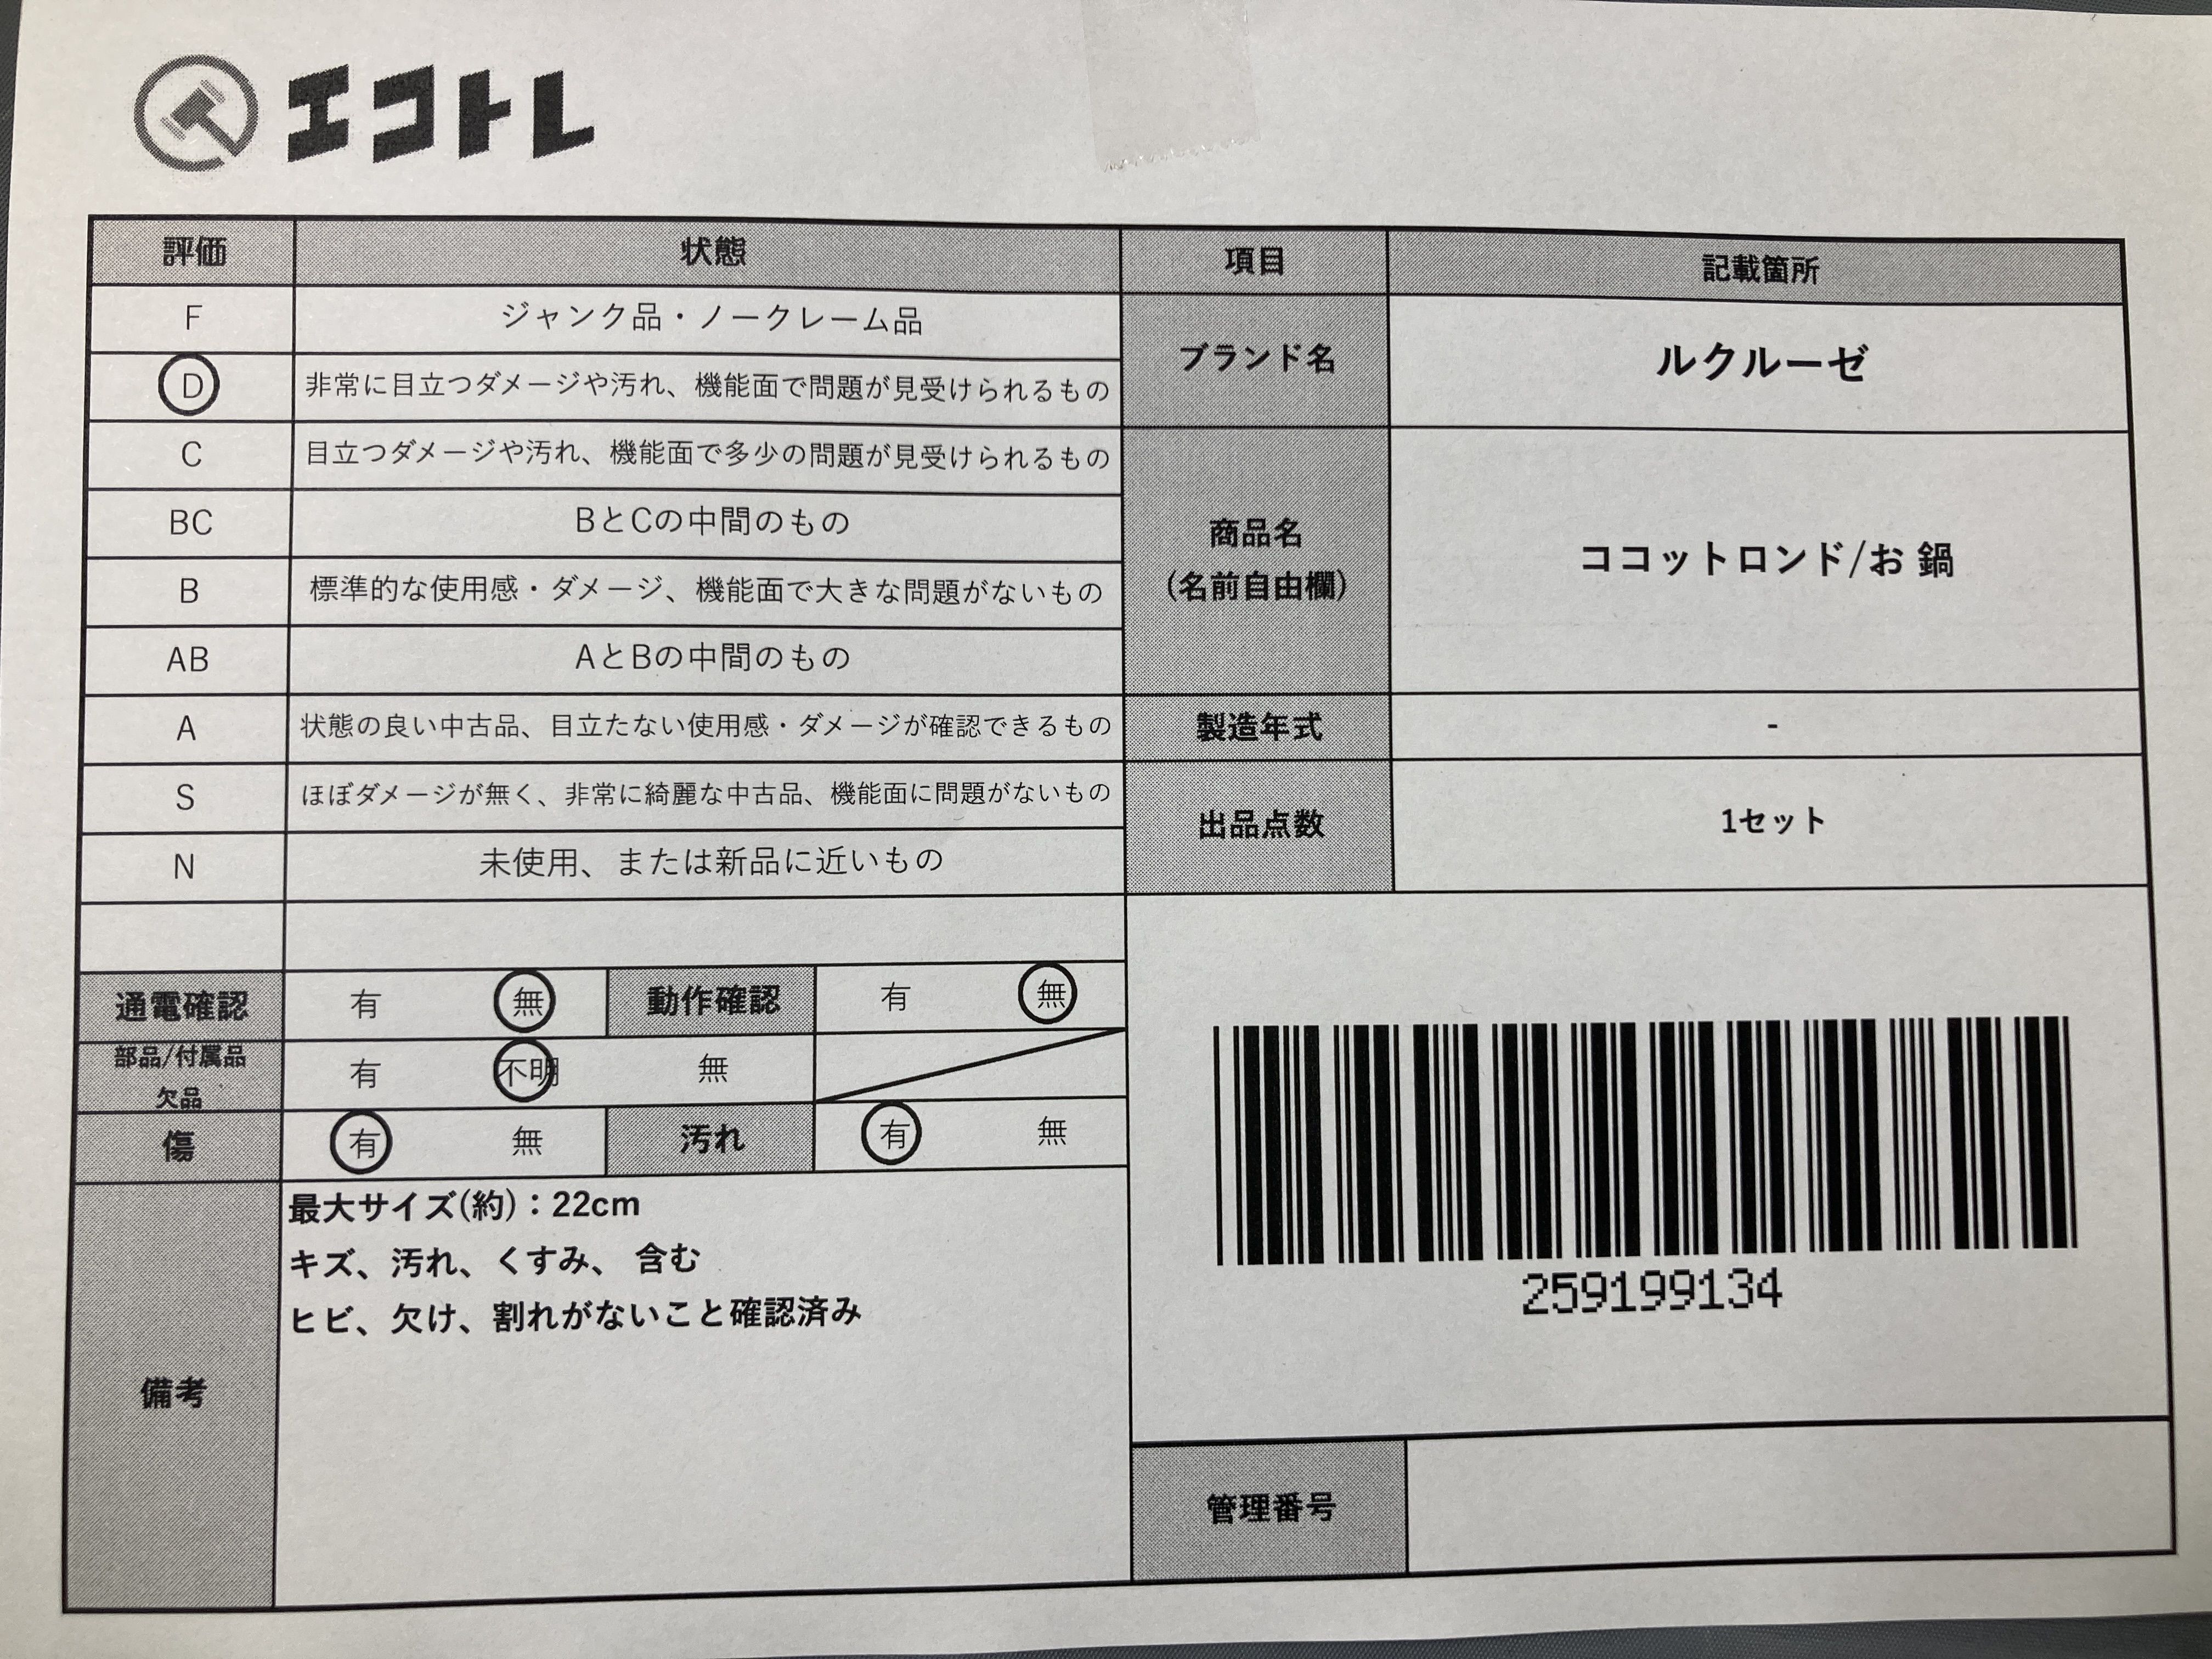 エコトレ
評価 状態
F ジャンク品・ノークレーム品
D 非常に目立つダメージや汚れ、機能面で問題が見受けられるもの
C 目立つダメージや汚れ、機能面で多少の問題が見受けられるもの
BC BとCの中間のもの
B 標準的な使用感・ダメージ、機能面で大きな問題がないもの
AB AとBの中間のもの
A 状態の良い中古品、目立たない使用感・ダメージが確認できるもの
S ほぼダメージが無く、非常に綺麗な中古品、機能面に問題がないもの
N 未使用、または新品に近いもの
通電確認 有 無 動作確認 有 無
部品/付属品
欠品
有 不明 無
傷 有 無 汚れ 有 無
備考
最大サイズ(約)：22cm
キズ、汚れ、くすみ、 含む
ヒビ、欠け、割れがないこと確認済み
項目 記載箇所
ブランド名 ルクルーゼ
商品名
(名前自由欄)
ココットロンド/お 鍋
製造年式 -
出品点数 1セット
259199134
管理番号